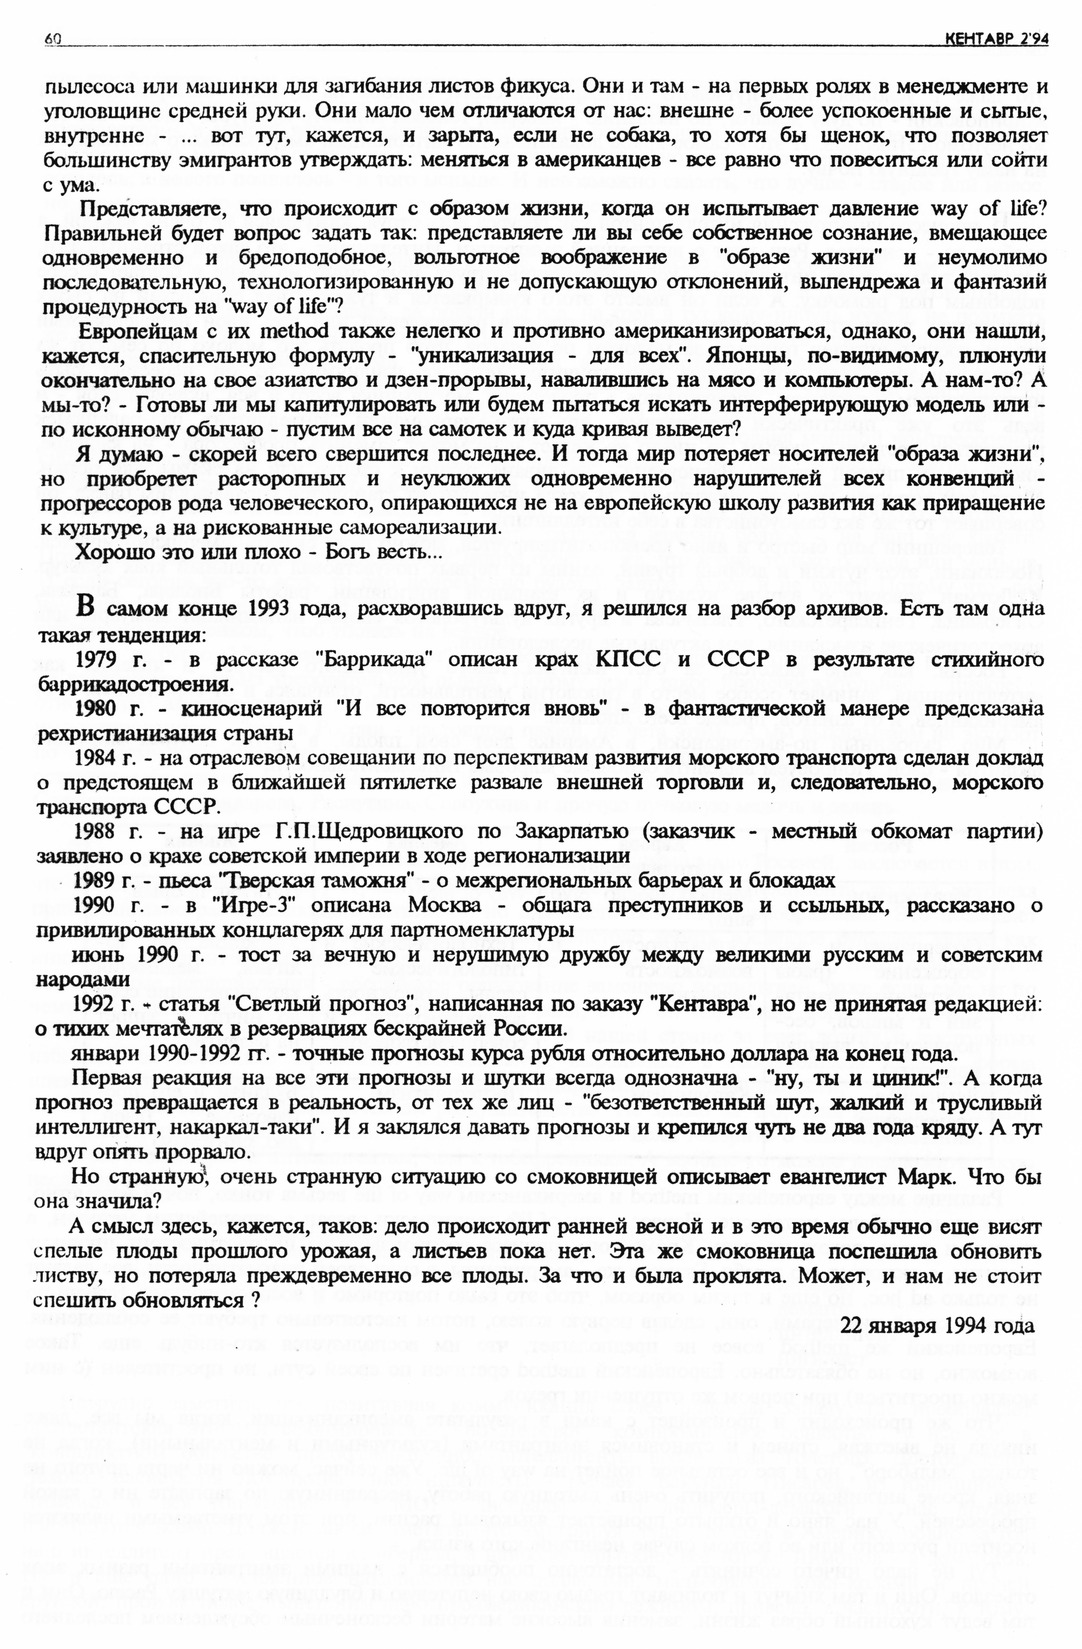 60 КЕНТАВР 2'94
пылесоса или машинки для загибания листов фикуса. Они и там - на первых ролях в менеджменте и
уголовщине средней руки. Они мало чем отличаются от нас: внешне - более успокоенные и сытые,
внутренне - ... вот тут, кажется, и зарыта, если не собака, то хотя бы щенок, что позволяет
большинству эмигрантов утверждать: меняться в американцев - все равно что повеситься или сойти
с ума.
Представляете, что происходит с образом жизни, когда он испытывает давление way of life?
Правильней будет вопрос задать так: представляете ли вы себе собственное сознание, вмещающее
одновременно и бредоподобное, вольготное воображение в "образе жизни" и неумолимо
последовательную, технологизированную и не допускающую отклонений, выпендрежа и фантазий
процедурность на "way of life"?
Европейцам с их method также нелегко и противно американизироваться, однако, они нашли,
кажется, спасительную формулу - "уникализация - для всех". Японцы, по-видимому, плюнули
окончательно на свое азиатство и дзен-прорывы, навалившись на мясо и компьютеры. А нам-то? А
мы-то? - Готовы ли мы капитулировать или будем пытаться искать интерферирующую модель или -
по исконному обычаю - пустим все на самотек и куда кривая выведет?
Я думаю - скорей всего свершится последнее. И тогда мир потеряет носителей "образа жизни",
но приобретет расторопных и неуклюжих одновременно нарушителей всех конвенций -
прогрессоров рода человеческого, опирающихся не на европейскую школу развития как приращение
к культуре, а на рискованные самореализации.
Хорошо это или плохо - Богъ весть...
В самом конце 1993 года, расхворавшись вдруг, я решился на разбор архивов. Есть там одна
такая тенденция:
1979 г. - в рассказе "Баррикада" описан крах КПСС и СССР в результате стихийного
баррикадостроения.
1980 г. - киносценарий "И все повторится вновь" - в фантастической манере предсказана
рехристианизация страны
1984 г. - на отраслевом совещании по перспективам развития морского транспорта сделан доклад
о предстоящем в ближайшей пятилетке развале внешней торговли и, следовательно, морского
транспорта СССР.
1988 г. - на игре Г.П.Щедровицкого по Закарпатью (заказчик - местный обкомат партии)
заявлено о крахе советской империи в ходе регионализации
1989 г. - пьеса "Тверская таможня" - о межрегиональных барьерах и блокадах
1990 г. - в "Игре-3" описана Москва - общага преступников и ссыльных, рассказано о
привилированных концлагерях для партноменклатуры
июнь 1990 г. - тост за вечную и нерушимую дружбу между великими русским и советским
народами
1992 г. - статья "Светлый прогноз", написанная по заказу "Кентавра", но не принятая редакцией:
о тихих мечтателях в резервациях бескрайней России.
январи 1990-1992 гг. - точные прогнозы курса рубля относительно доллара на конец года.
Первая реакция на все эти прогнозы и шутки всегда однозначна - "ну, ты и циник!". А когда
прогноз превращается в реальность, от тех же лиц - "безответственный шут, жалкий и трусливый
интеллигент, накаркал-таки". И я заклялся давать прогнозы и крепился чуть не два года кряду. А тут
вдруг опять прорвало.
Но странную, очень странную ситуацию со смоковницей описывает евангелист Марк. Что бы
она значила?
А смысл здесь, кажется, таков: дело происходит ранней весной и в это время обычно еще висят
спелые плоды прошлого урожая, а листьев пока нет. Эта же смоковница поспешила обновить
листву, но потеряла преждевременно все плоды. За что и была проклята. Может, и нам не стоит
спешить обновляться ?
22 января 1994 года